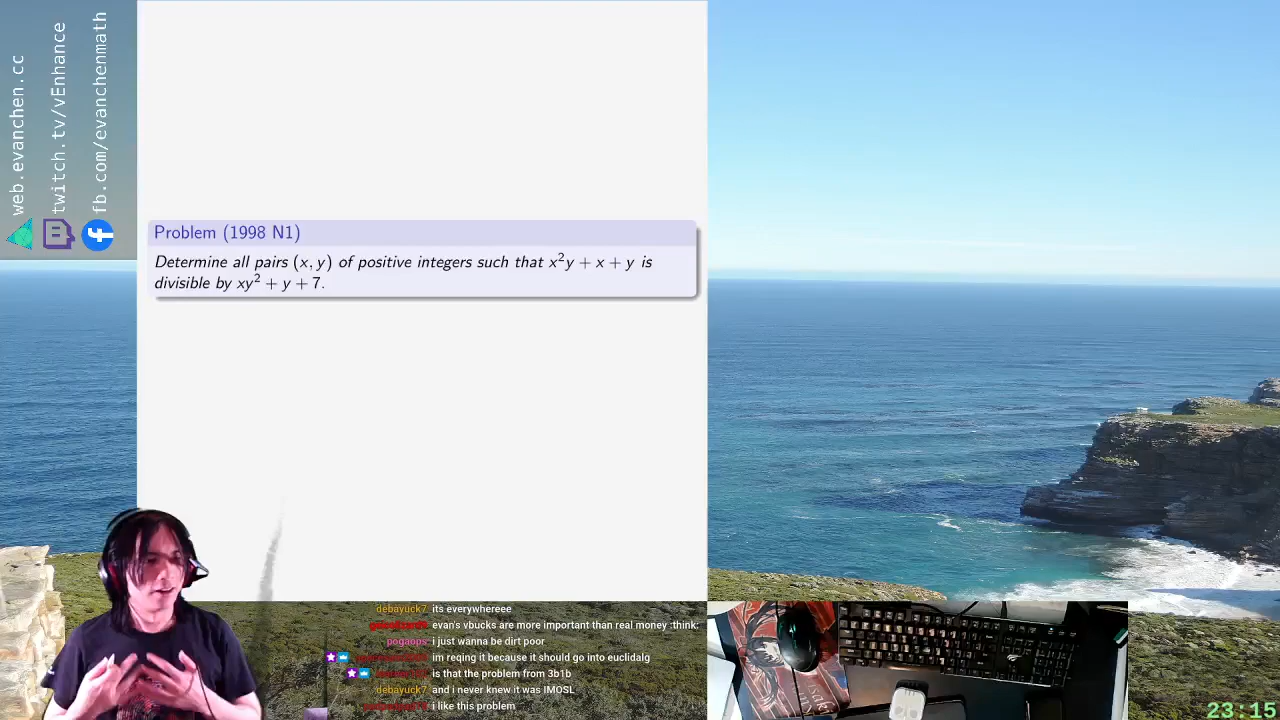 web.evanchen.cc
twitch.tv/vEnhance
fb.com/evanchenmath
Problem (1998 N1)
Determine all pairs (x, y) of positive integers such that x²y + x + y is
divisible by xy² + y + 7.
debayuck7 its everywhereee
evan's vbucks are more important than real money :think:
pogaops: i just wanna be dirt poor
im reqing it because it should go into euclidalg
is that the problem from 3b1b
debayuck7 and i never knew it was IMOSL
i like this problem
23:15